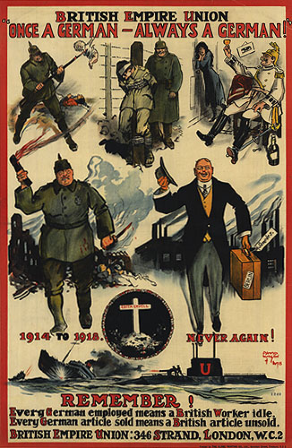 BRITISH EMPIRE UNION
"ONCE A GERMAN — ALWAYS A GERMAN!"
1914 TO 1918.
NEVER AGAIN!
U
REMEMBER!
Every German employed means a British Worker idle.
Every German article sold means a British article unsold.
BRITISH EMPIRE UNION, 346 STRAND, LONDON, W.C.2